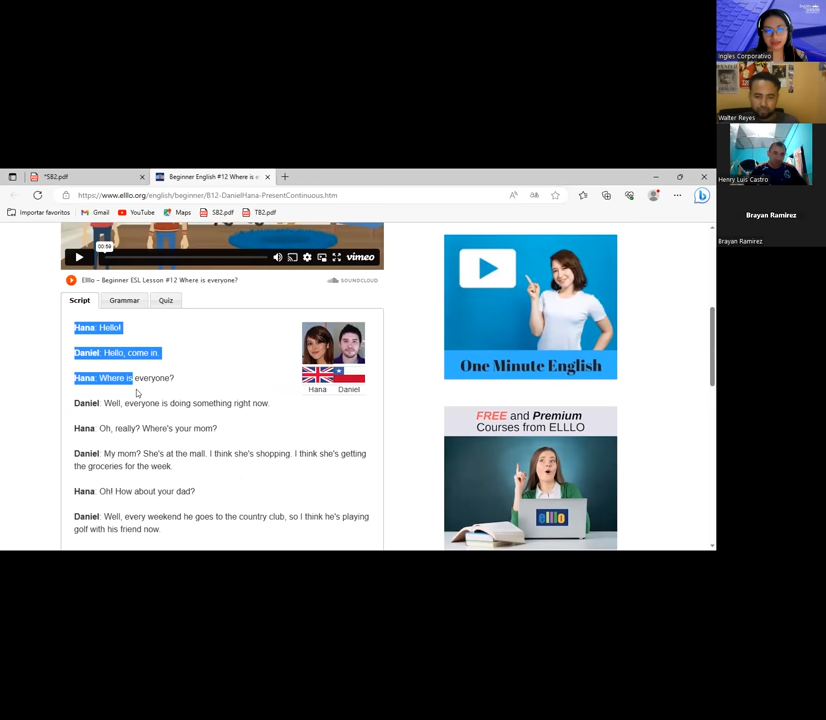 *SB2.pdf
Beginner English #12 Where is e
https://www.elllo.org/english/beginner/B12-DanielHana-PresentContinuous.htm
Importar favoritos
Gmail
YouTube
Maps
SB2.pdf
TB2.pdf
00:59
vimeo
Elllo – Beginner ESL Lesson #12 Where is everyone?
SOUNDCLOUD
Script
Grammar
Quiz
Hana: Hello!
Daniel: Hello, come in.
Hana: Where is everyone?
Daniel: Well, everyone is doing something right now.
Hana: Oh, really? Where's your mom?
Daniel: My mom? She's at the mall. I think she's shopping. I think she's getting
the groceries for the week.
Hana: Oh! How about your dad?
Daniel: Well, every weekend he goes to the country club, so I think he's playing
golf with his friend now.
Hana Daniel
One Minute English
FREE and Premium
Courses from ELLLO
elllo
Ingles Corporativo
Walter Reyes
Henry Luis Castro
Brayan Ramirez
Brayan Ramirez